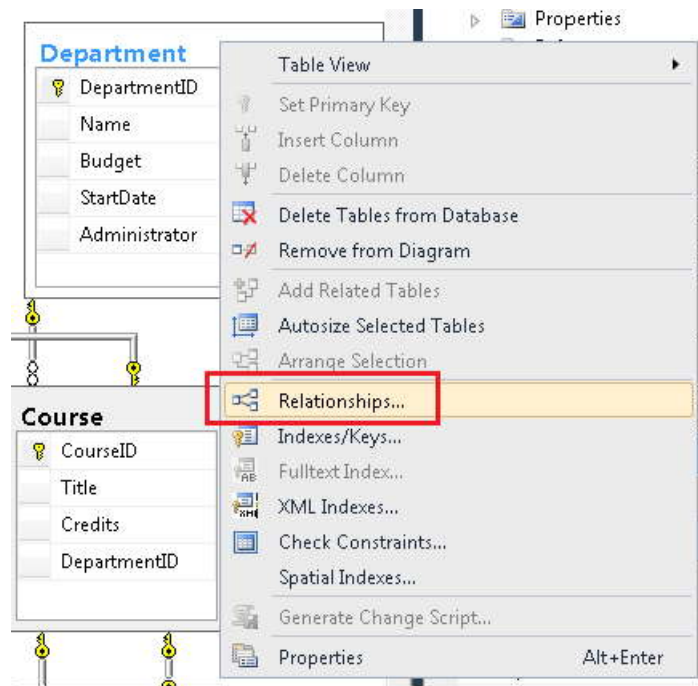 Properties
Department
DepartmentID
Name
Budget
StartDate
Administrator
Table View
Set Primary Key
Insert Column
Delete Column
Delete Tables from Database
Remove from Diagram
Add Related Tables
Autosize Selected Tables
Arrange Selection
Relationships...
Indexes/Keys...
Fulltext Index...
XML Indexes...
Check Constraints...
Spatial Indexes...
Generate Change Script...
Properties Alt+Enter
Course
CourseID
Title
Credits
DepartmentID